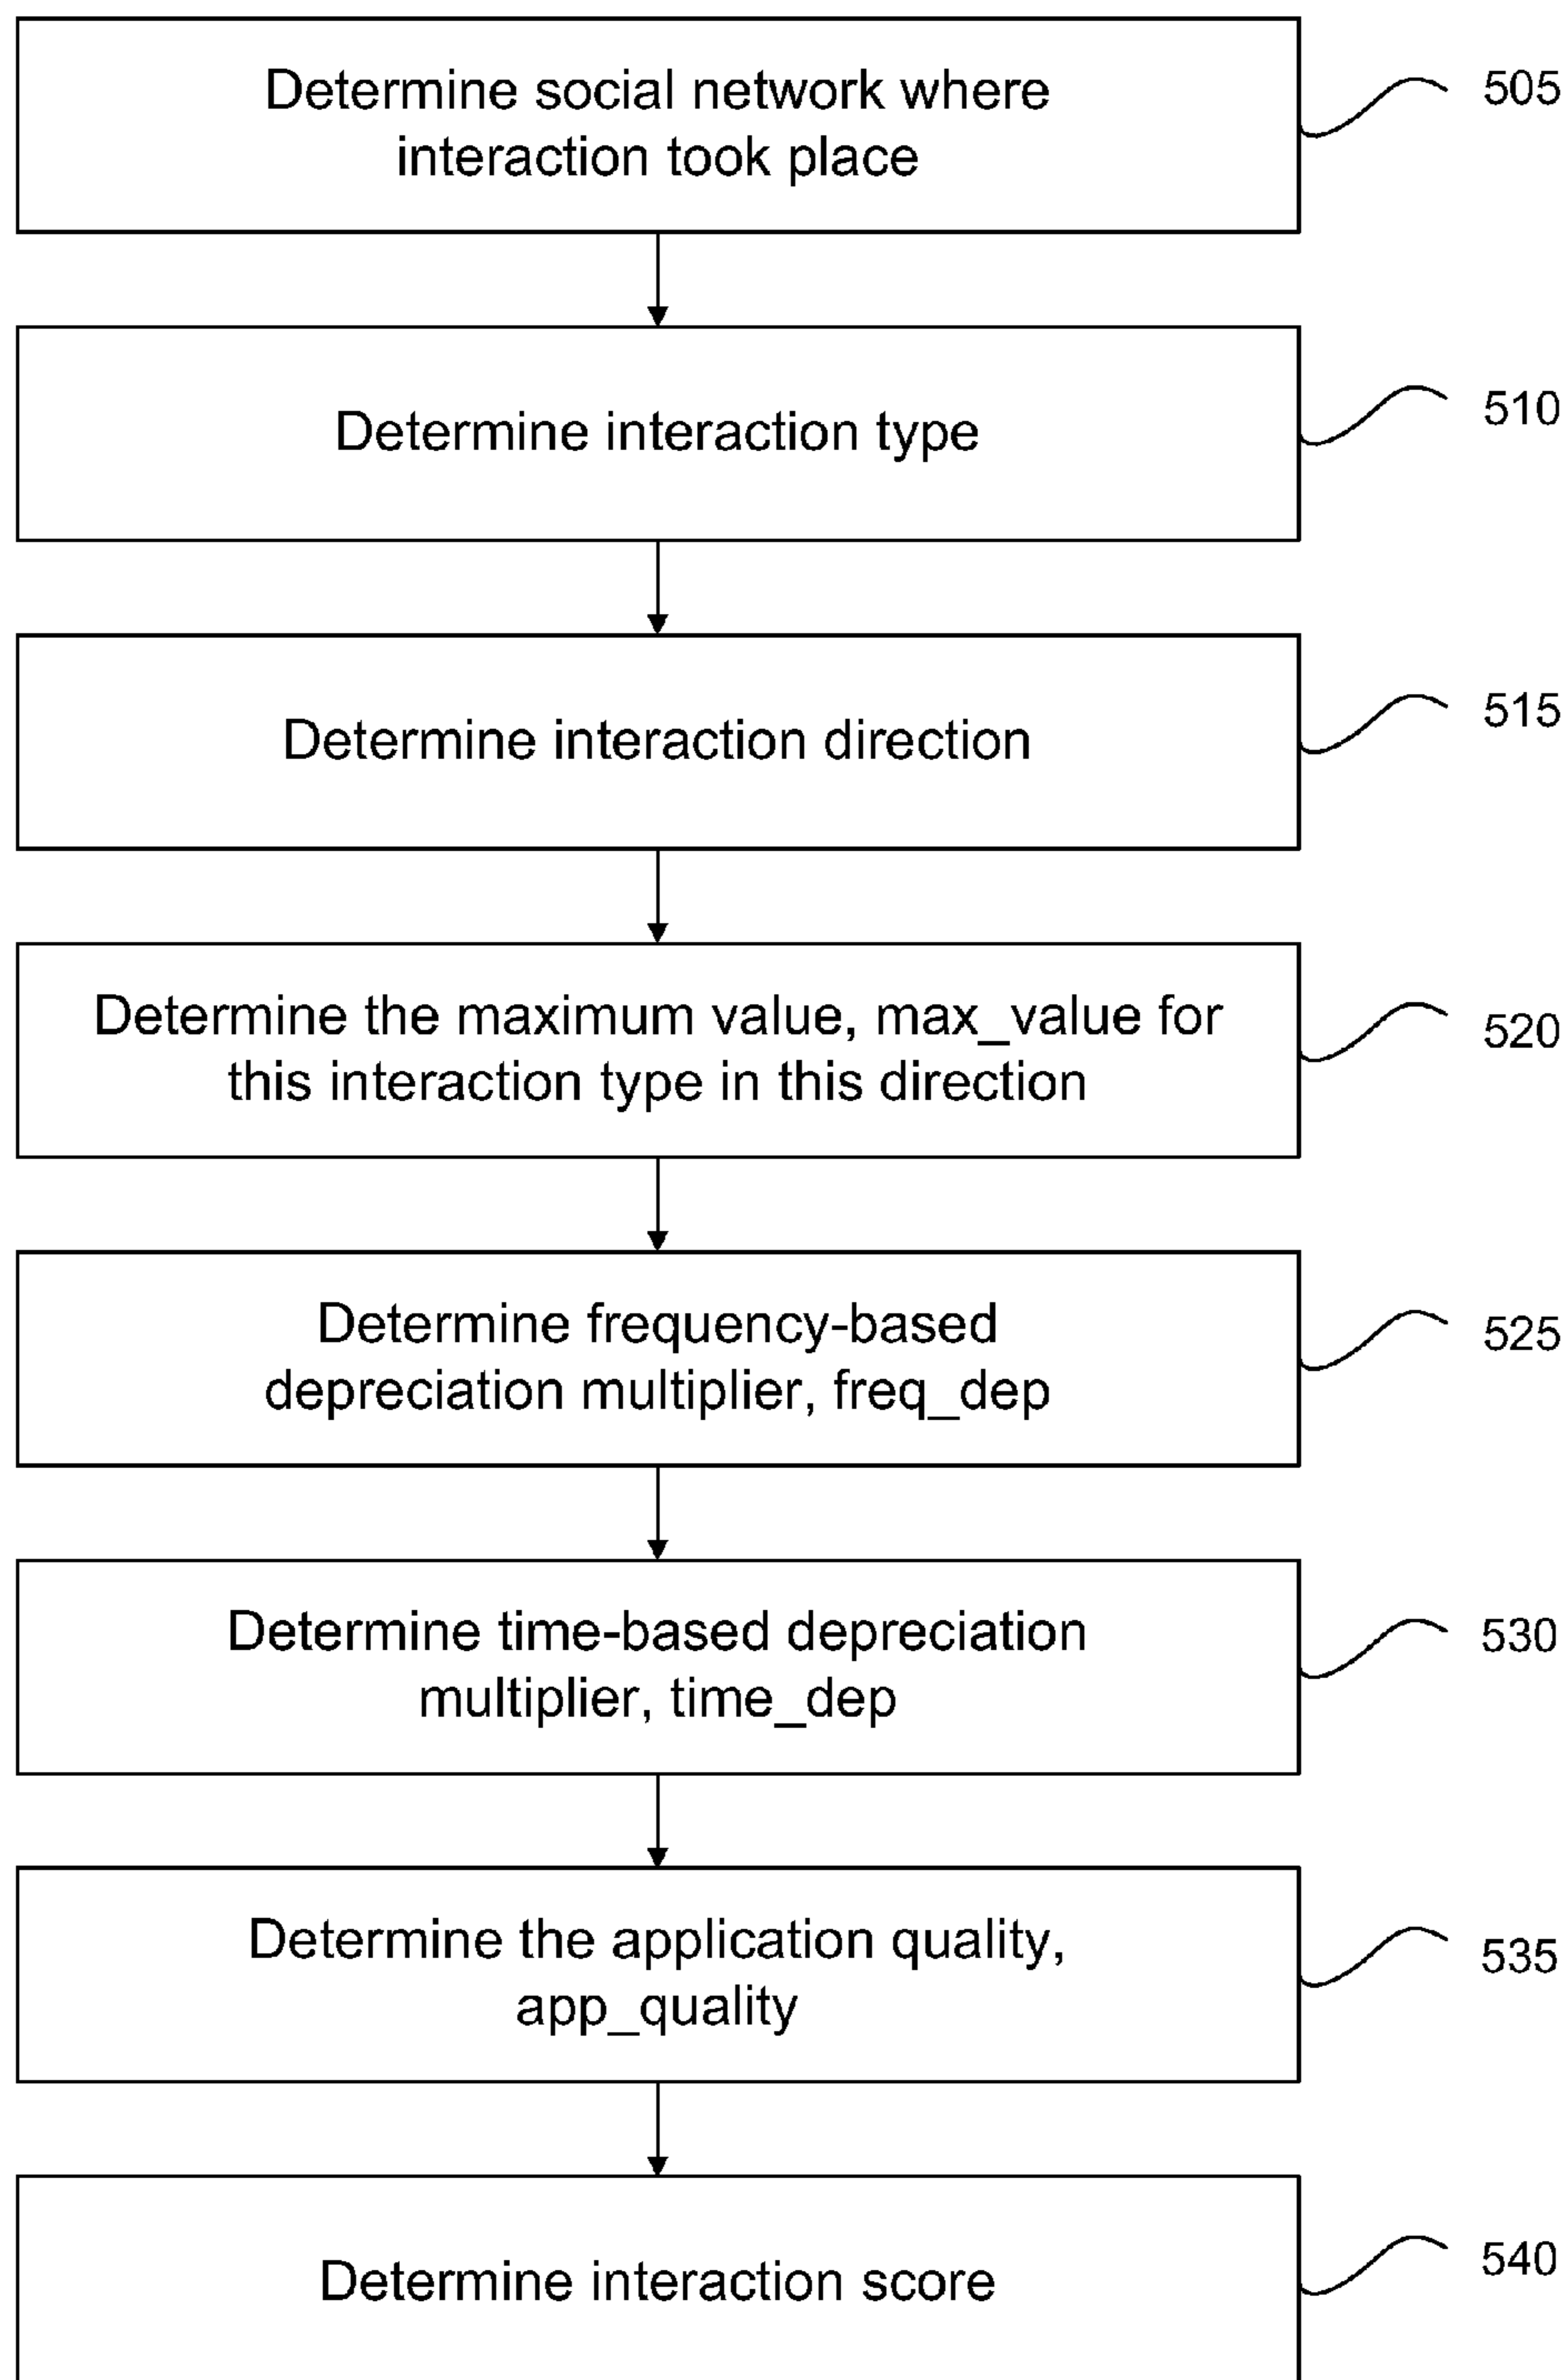 Determine social network where
interaction took place
505
Determine interaction type
510
Determine interaction direction
515
Determine the maximum value, max_value for
this interaction type in this direction
520
Determine frequency-based
depreciation multiplier, freq_dep
525
Determine time-based depreciation
multiplier, time_dep
530
Determine the application quality,
app_quality
535
Determine interaction score
540